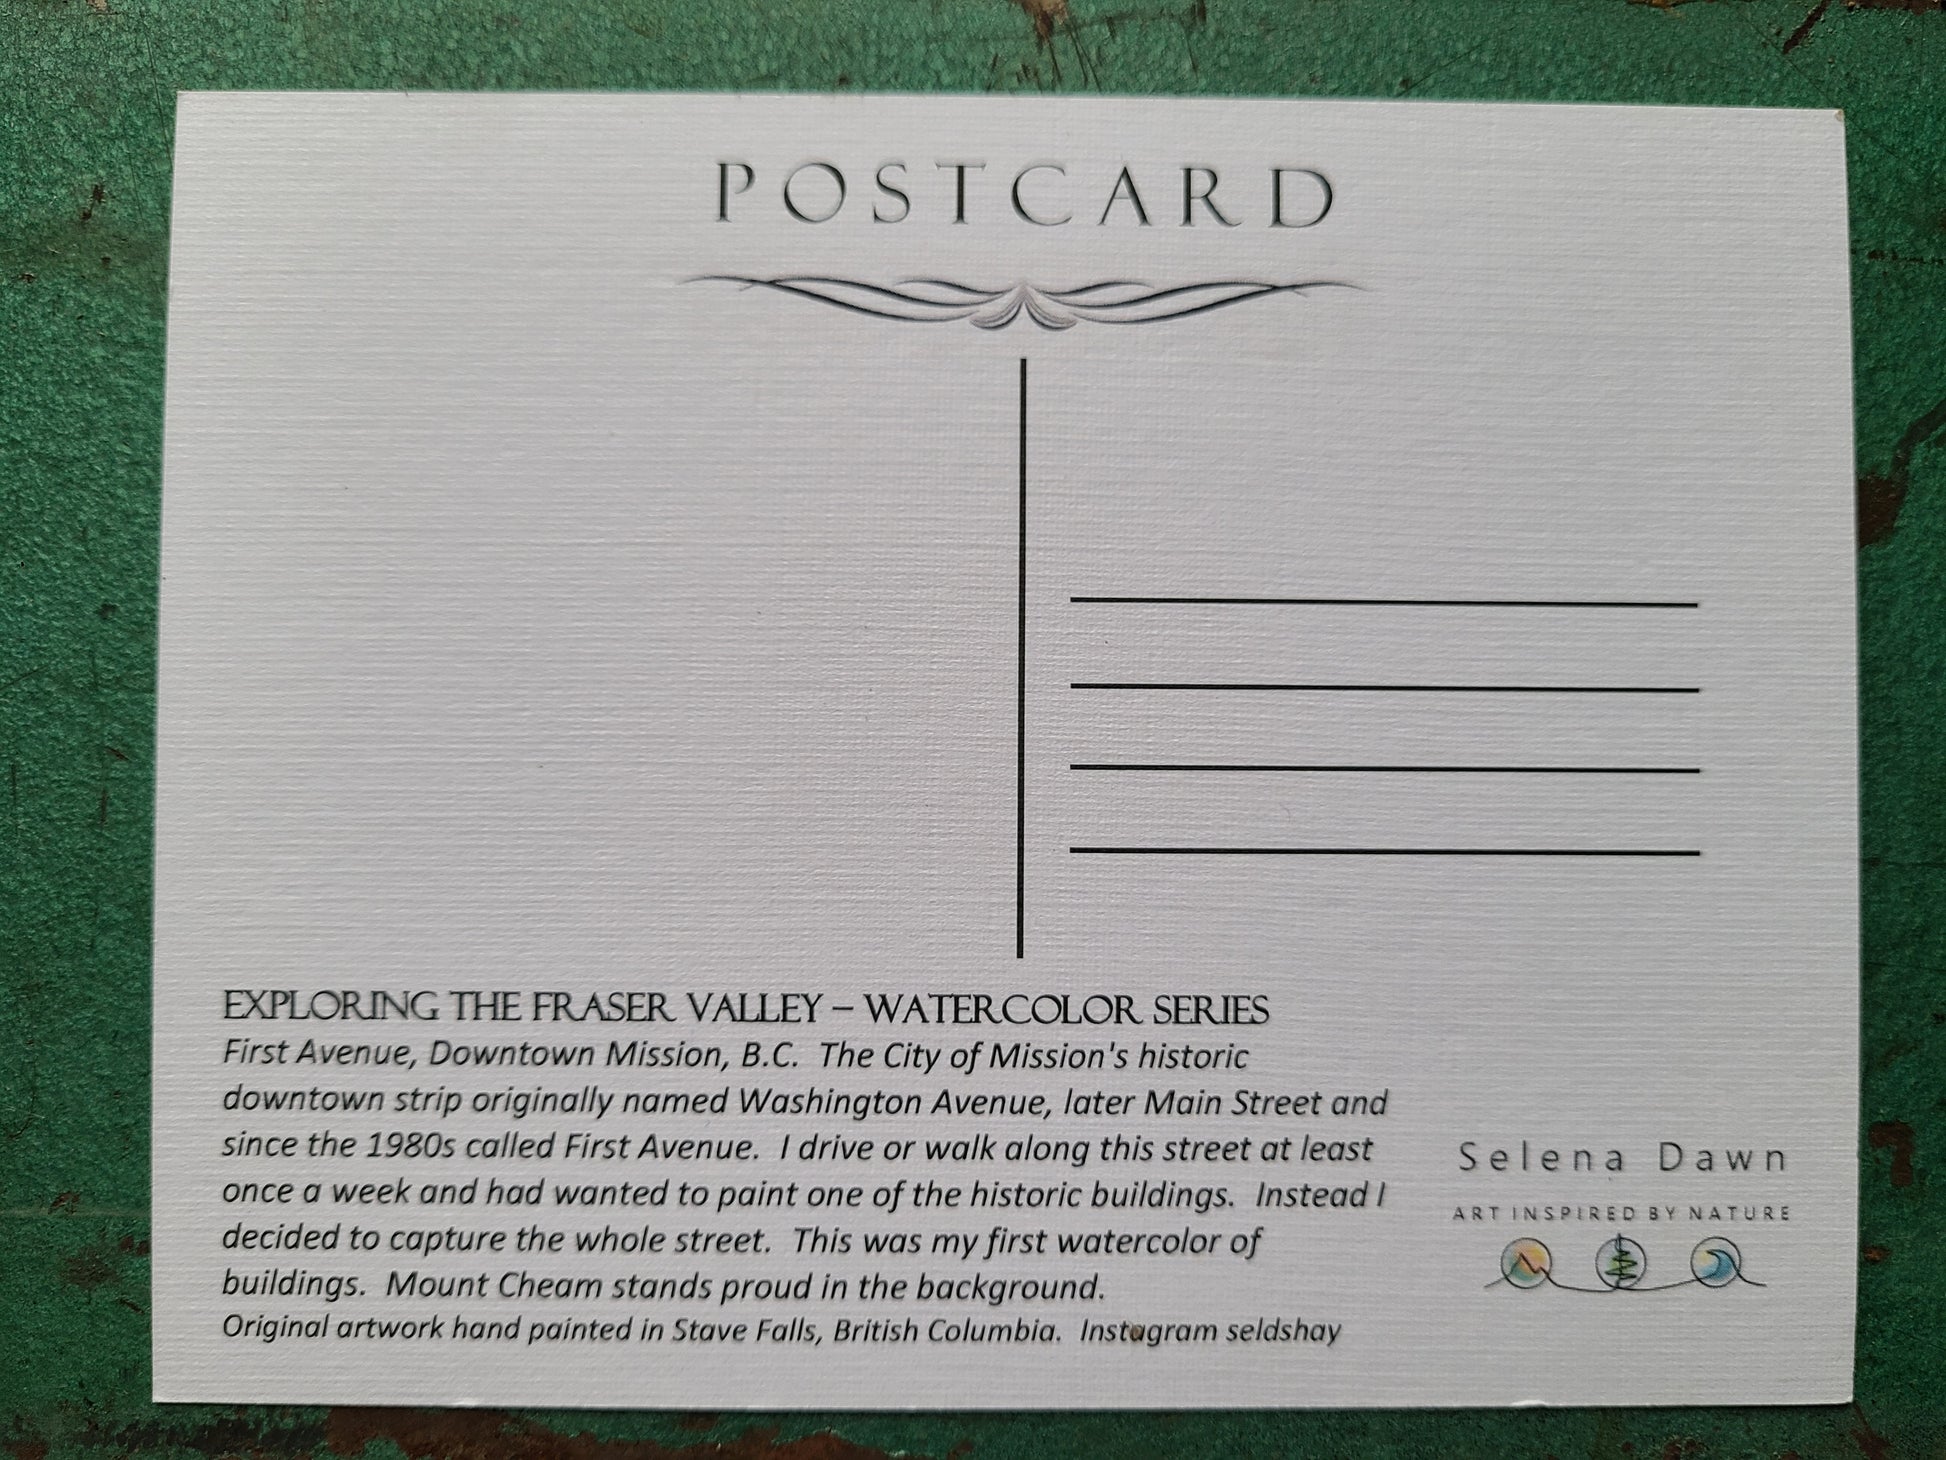 POSTCARD
EXPLORING THE FRASER VALLEY – WATERCOLOR SERIES
First Avenue, Downtown Mission, B.C.  The City of Mission's historic
downtown strip originally named Washington Avenue, later Main Street and
since the 1980s called First Avenue.  I drive or walk along this street at least
once a week and had wanted to paint one of the historic buildings.  Instead I
decided to capture the whole street.  This was my first watercolor of
buildings.  Mount Cheam stands proud in the background.
Original artwork hand painted in Stave Falls, British Columbia.  Instagram seldshay
Selena Dawn
ART INSPIRED BY NATURE